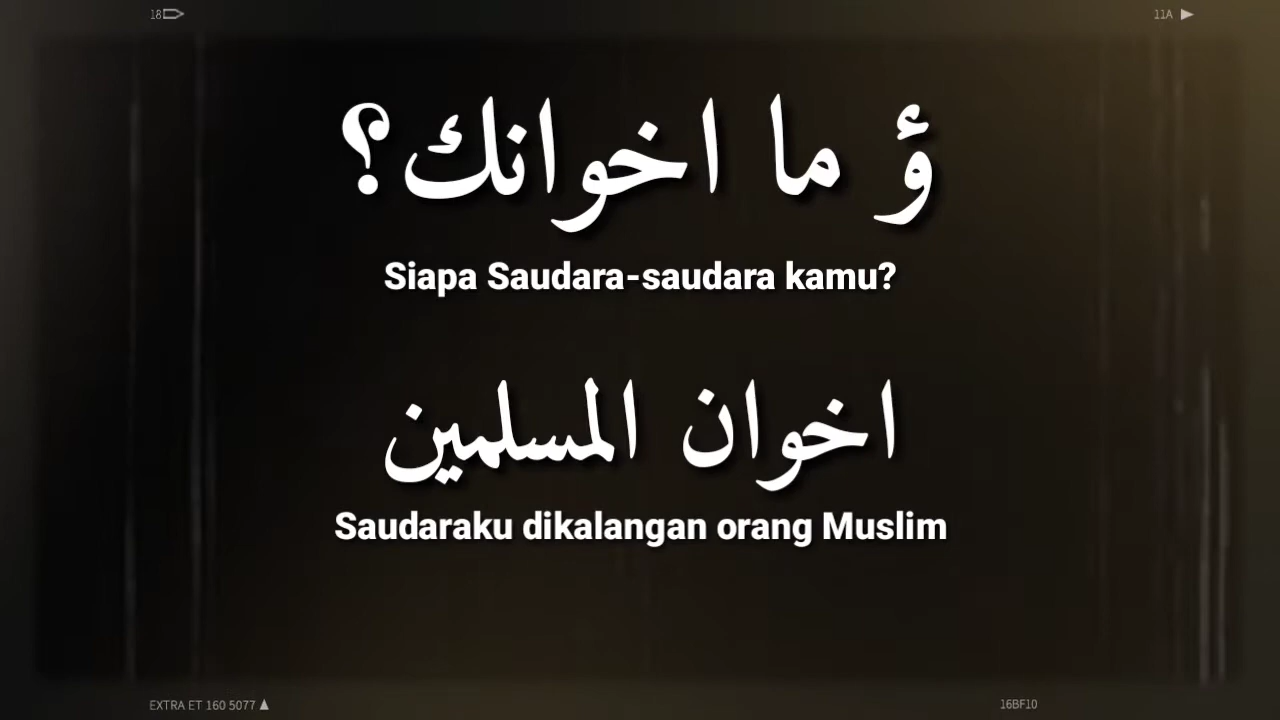 18
11A
ؤ ما اخوانك؟
Siapa Saudara-saudara kamu?
اخوان المسلمين
Saudaraku dikalangan orang Muslim
EXTRA ET 160 5077
16BF10